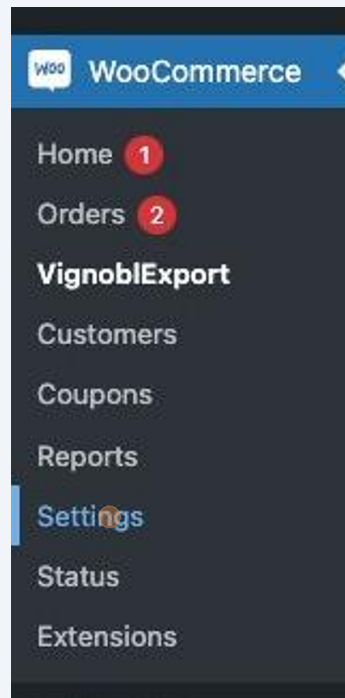 Woo WooCommerce
Home 1
Orders 2
VignoblExport
Customers
Coupons
Reports
Settings
Status
Extensions